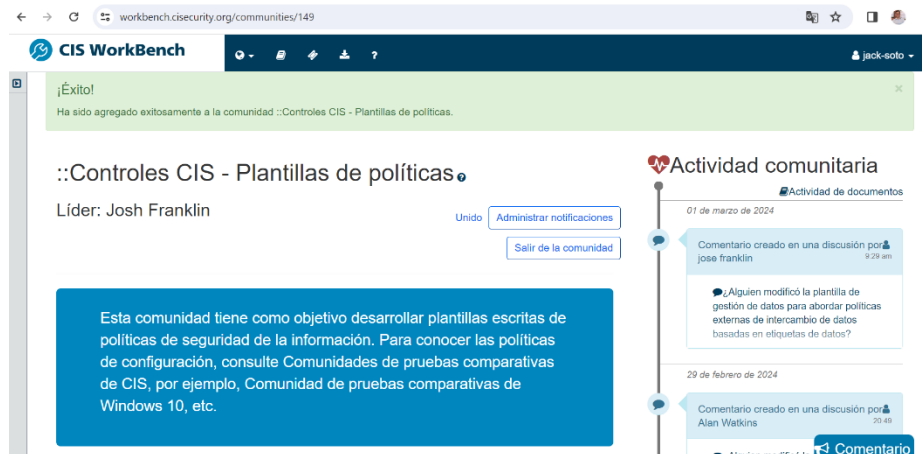 workbench.cisecurity.org/communities/149
CIS WorkBench
?
jack-soto
¡Éxito!
Ha sido agregado exitosamente a la comunidad ::Controles CIS - Plantillas de políticas.
::Controles CIS - Plantillas de políticas
Líder: Josh Franklin
Unido
Administrar notificaciones
Salir de la comunidad
Esta comunidad tiene como objetivo desarrollar plantillas escritas de
políticas de seguridad de la información. Para conocer las políticas
de configuración, consulte Comunidades de pruebas comparativas
de CIS, por ejemplo, Comunidad de pruebas comparativas de
Windows 10, etc.
Actividad comunitaria
Actividad de documentos
01 de marzo de 2024
Comentario creado en una discusión por
jose franklin
9:29 am
¿Alguien modificó la plantilla de
gestión de datos para abordar políticas
externas de intercambio de datos
basadas en etiquetas de datos?
29 de febrero de 2024
Comentario creado en una discusión por
Alan Watkins
20:49
Comentario